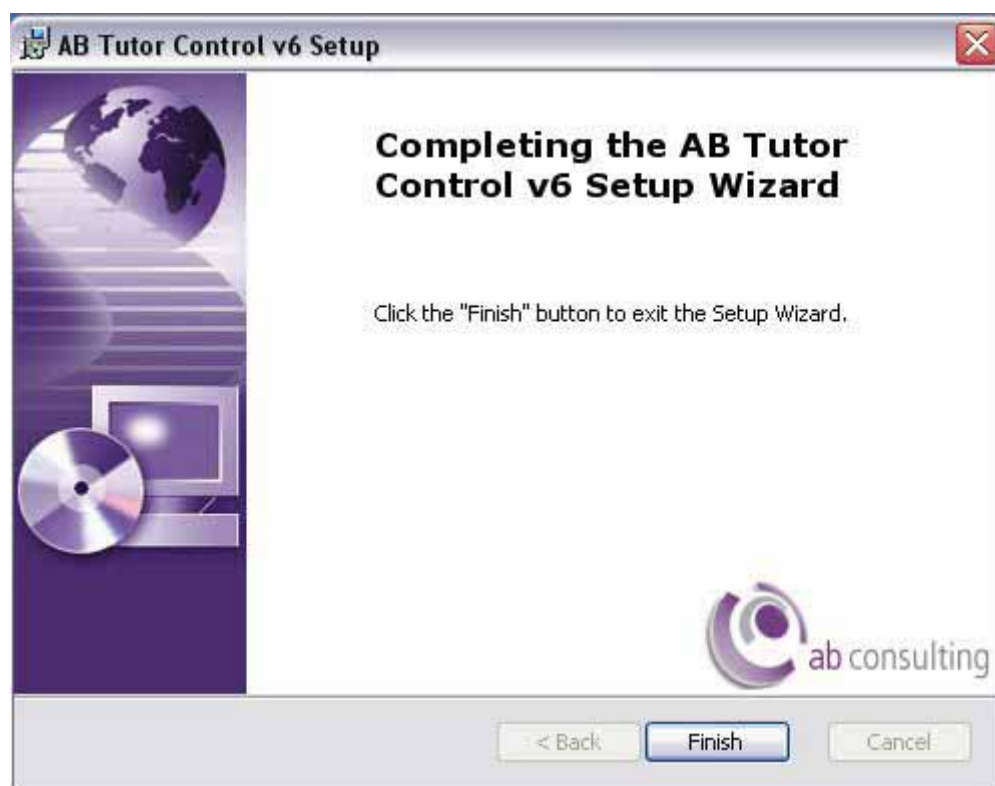 AB Tutor Control v6 Setup
Completing the AB Tutor
Control v6 Setup Wizard
Click the "Finish" button to exit the Setup Wizard.
ab consulting
< Back Finish Cancel